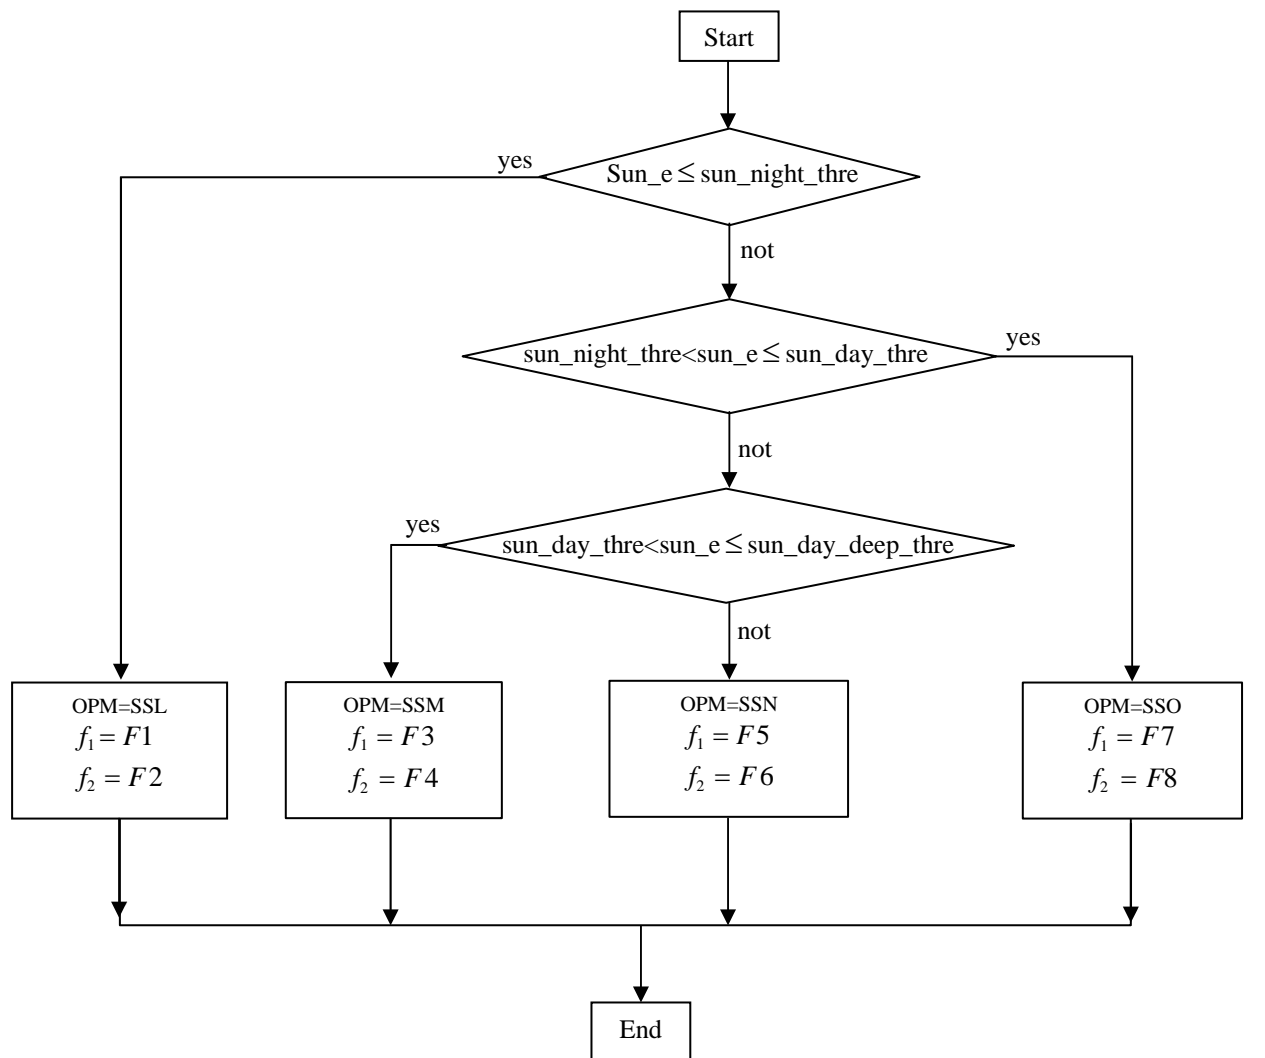 Start
yes
Sun_e ≤ sun_night_thre
not
sun_night_thre<sun_e ≤ sun_day_thre
yes
not
yes
sun_day_thre<sun_e ≤ sun_day_deep_thre
not
OPM=SSL
f₁ = F1
f₂ = F2
OPM=SSM
f₁ = F3
f₂ = F4
OPM=SSN
f₁ = F5
f₂ = F6
OPM=SSO
f₁ = F7
f₂ = F8
End